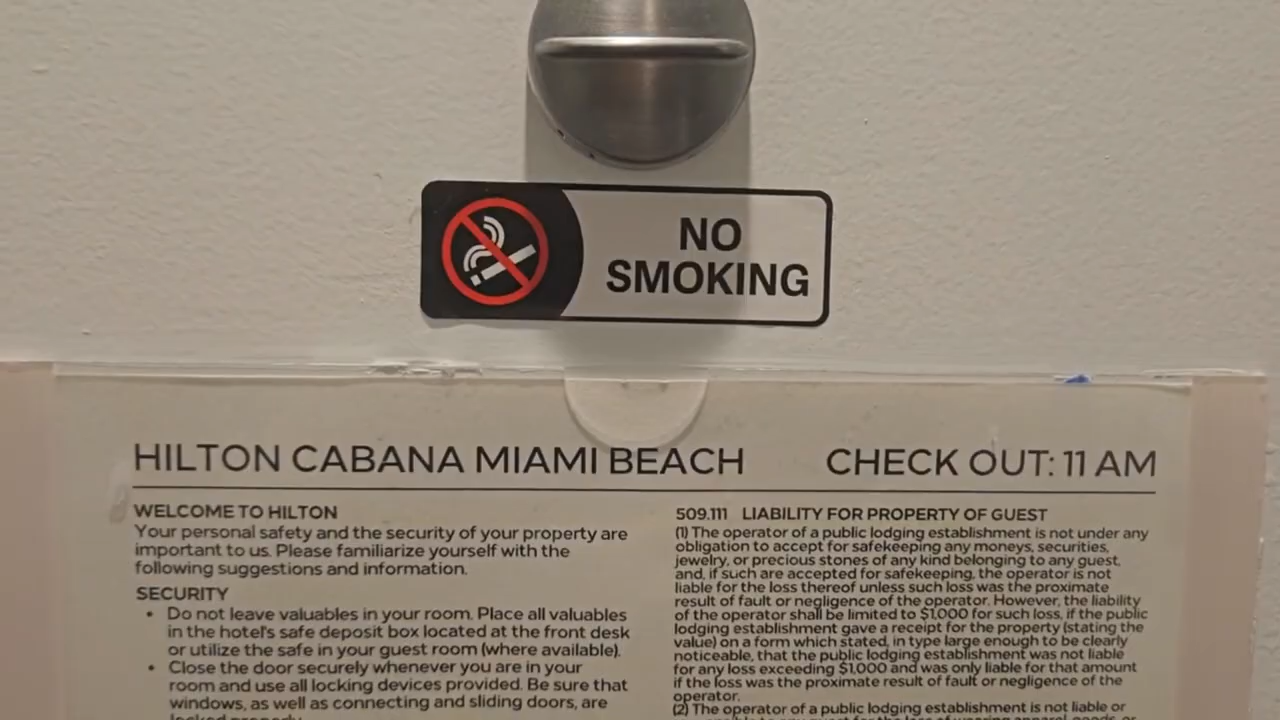 NO
SMOKING
HILTON CABANA MIAMI BEACH
CHECK OUT: 11 AM
WELCOME TO HILTON
Your personal safety and the security of your property are
important to us. Please familiarize yourself with the
following suggestions and information.
SECURITY
• Do not leave valuables in your room. Place all valuables
in the hotel's safe deposit box located at the front desk
or utilize the safe in your guest room (where available).
• Close the door securely whenever you are in your
room and use all locking devices provided. Be sure that
windows, as well as connecting and sliding doors, are
509.111 LIABILITY FOR PROPERTY OF GUEST
(1) The operator of a public lodging establishment is not under any
obligation to accept for safekeeping any moneys, securities,
jewelry, or precious stones of any kind belonging to any guest,
and, if such are accepted for safekeeping, the operator is not
liable for the loss thereof unless such loss was the proximate
result of fault or negligence of the operator. However, the liability
of the operator shall be limited to $1,000 for such loss, if the public
lodging establishment gave a receipt for the property (stating the
value) on a form which stated, in type large enough to be clearly
noticeable, that the public lodging establishment was not liable
for any loss exceeding $1,000 and was only liable for that amount
if the loss was the proximate result of fault or negligence of the
operator.
(2) The operator of a public lodging establishment is not liable or